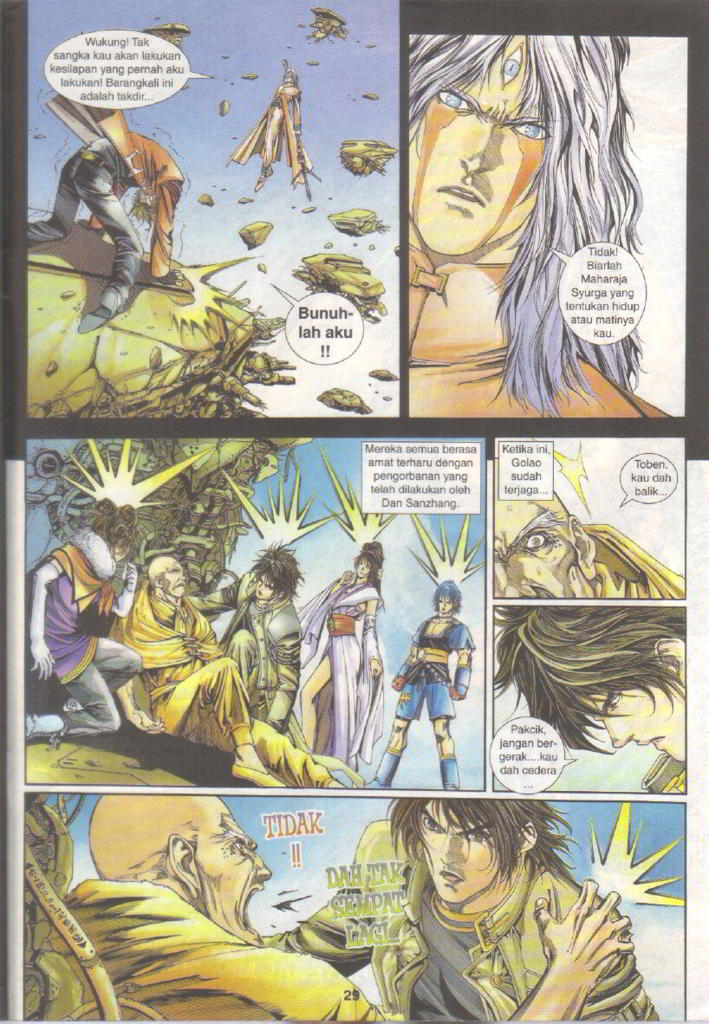 Wukung! Tak
sangka kau akan lakukan
kesilapan yang pernah aku
lakukan! Barangkali ini
adalah takdir...
Bunuh-
lah aku
!!
Tidak!
Biarlah
Maharaja
Syurga yang
tentukan hidup
atau matinya
kau.
Mereka semua berasa
amat terharu dengan
pengorbanan yang
telah dilakukan oleh
Dan Sanzhang.
Ketika ini,
Golao
sudah
terjaga...
Toben,
kau dah
balik...
Pakcik,
jangan ber-
gerak....kau
dah cedera
...
TIDAK
!!
DAH TAK
SEMPAT
LAGI...
29